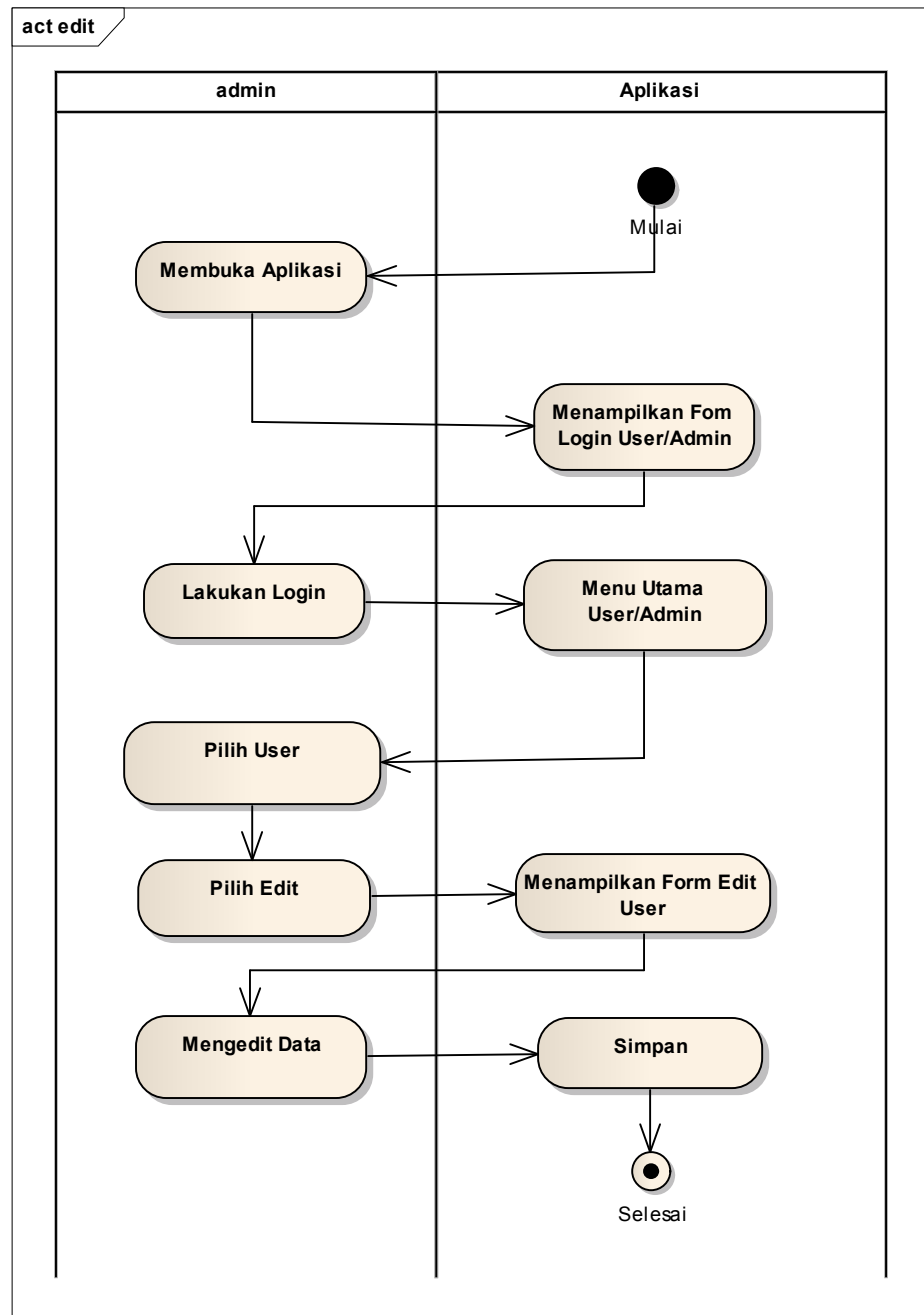 act edit
admin
Aplikasi
Mulai
Membuka Aplikasi
Menampilkan Fom
Login User/Admin
Lakukan Login
Menu Utama
User/Admin
Pilih User
Pilih Edit
Menampilkan Form Edit
User
Mengedit Data
Simpan
Selesai